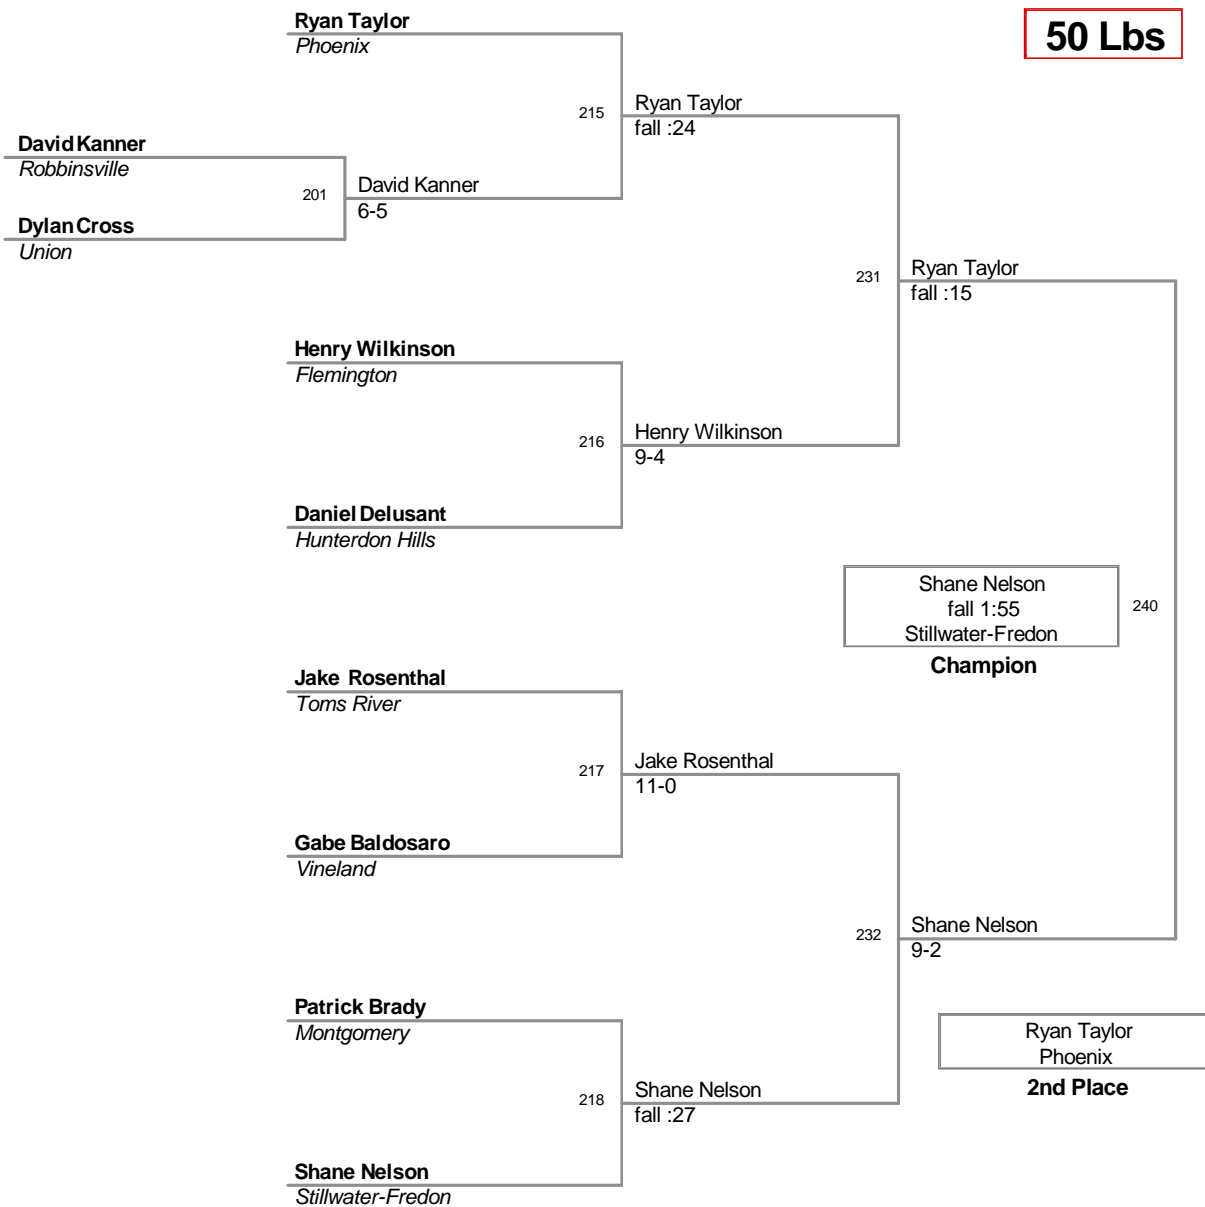 Ryan Taylor
Phoenix
50 Lbs
215
Ryan Taylor
fall :24
David Kanner
Robbinsville
201
David Kanner
6-5
Dylan Cross
Union
231
Ryan Taylor
fall :15
Henry Wilkinson
Flemington
216
Henry Wilkinson
9-4
Daniel Delusant
Hunterdon Hills
Shane Nelson
fall 1:55
Stillwater-Fredon
240
Champion
Jake Rosenthal
Toms River
217
Jake Rosenthal
11-0
Gabe Baldosaro
Vineland
232
Shane Nelson
9-2
Patrick Brady
Montgomery
Ryan Taylor
Phoenix
2nd Place
218
Shane Nelson
fall :27
Shane Nelson
Stillwater-Fredon